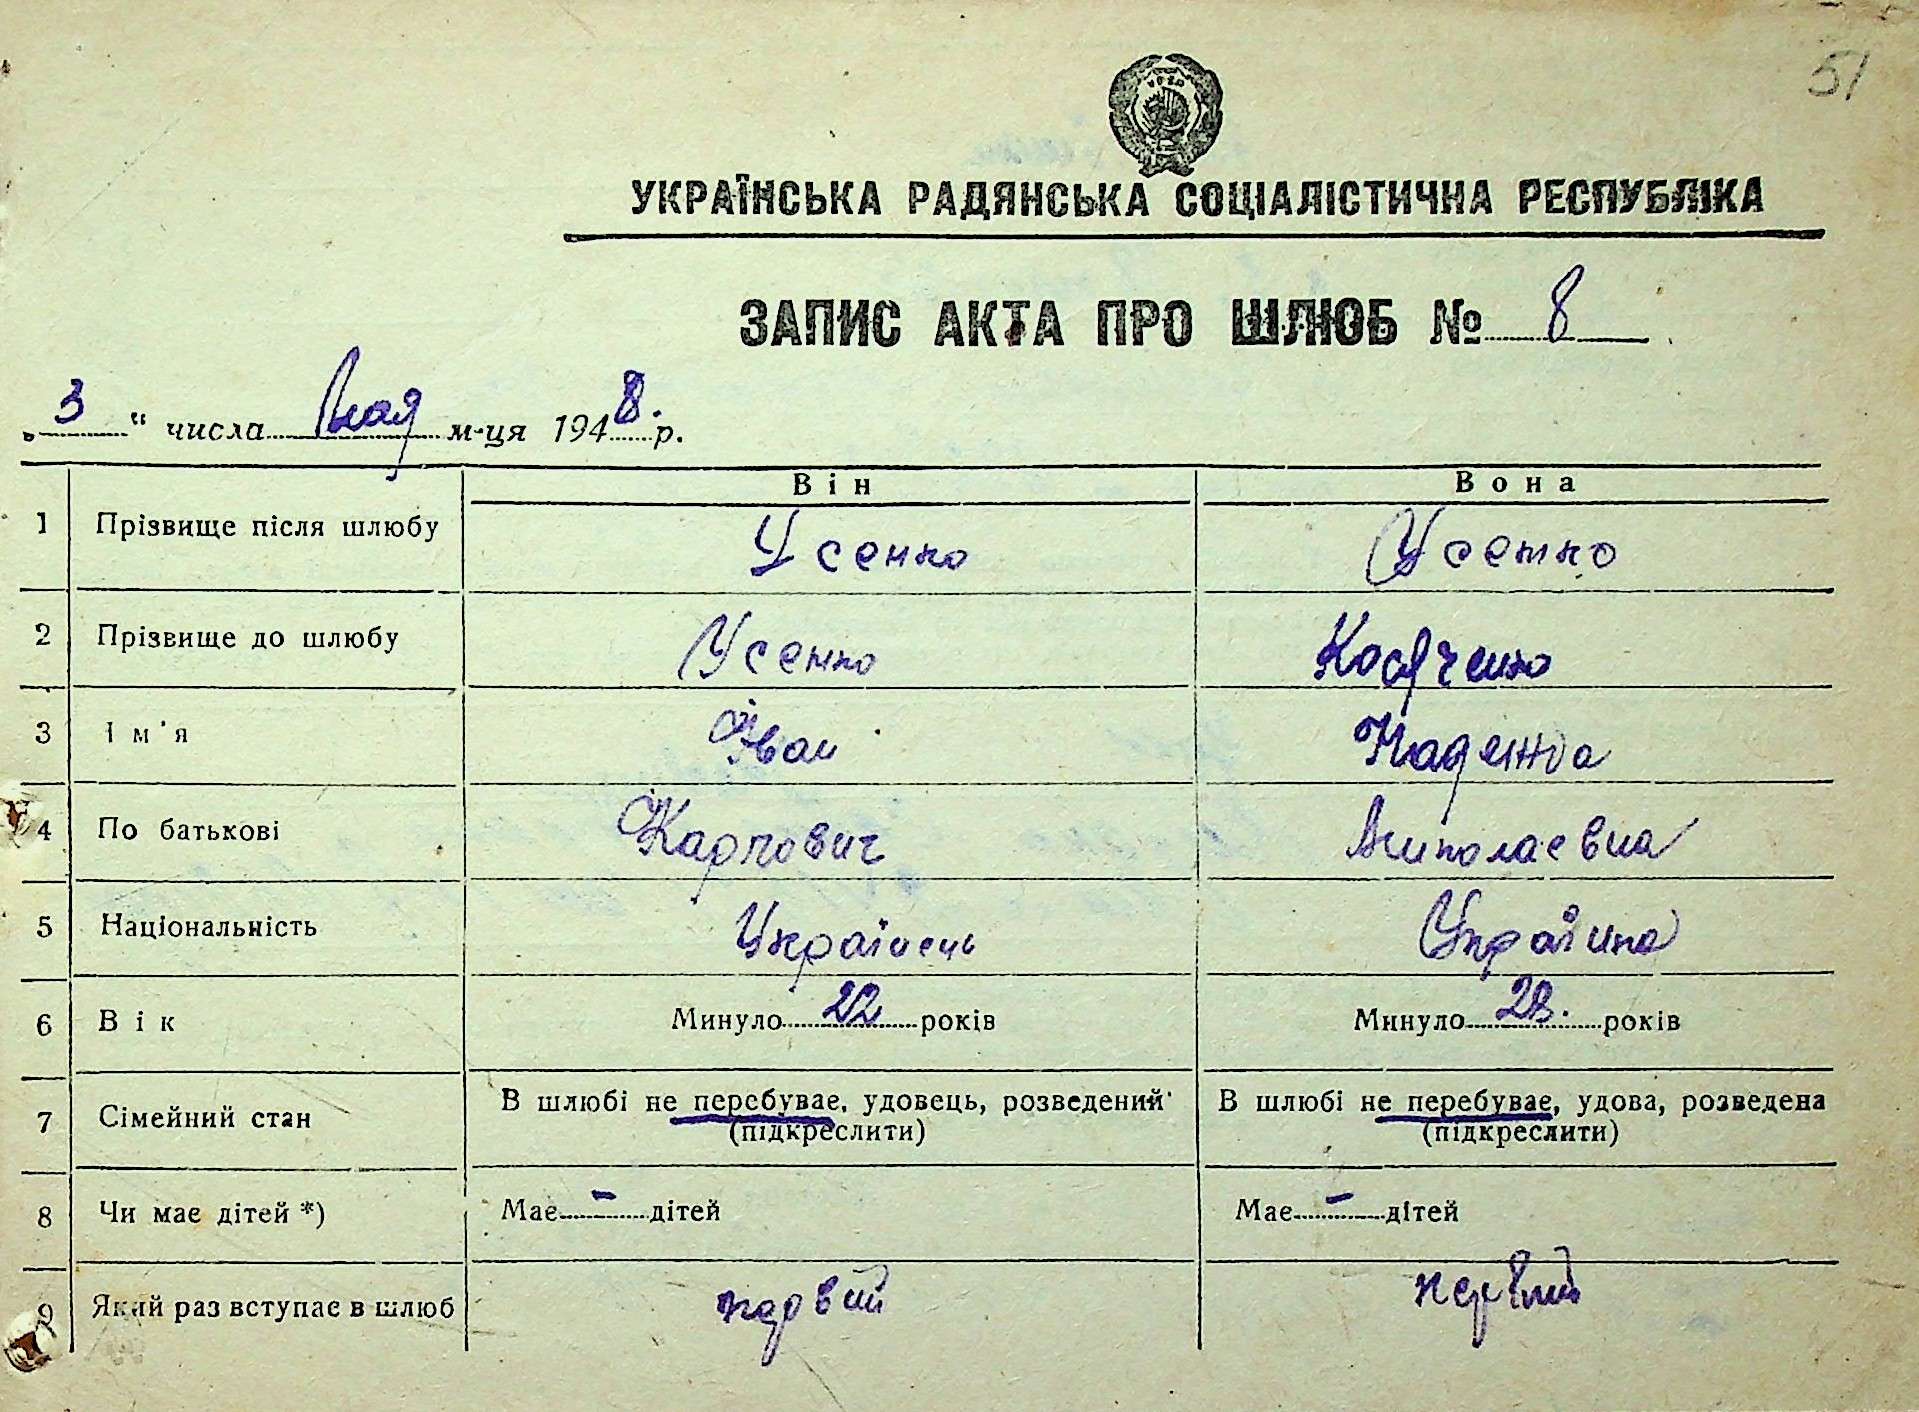 51
УКРАЇНСЬКА РАДЯНСЬКА СОЦІАЛІСТИЧНА РЕСПУБЛІКА
ЗАПИС АКТА ПРО ШЛЮБ № 8
„3“ числа мая м-ця 1948 р.
Він Вона
1 Прізвище після шлюбу Усенко Усенко
2 Прізвище до шлюбу Усенко Косяченко
3 Ім'я Іван Надежда
4 По батькові Карпович Николаевна
5 Національність Українець Українка
6 Вік Минуло 22 років Минуло 28. років
7 Сімейний стан В шлюбі не перебуває, удовець, розведений В шлюбі не перебуває, удова, розведена
(підкреслити) (підкреслити)
8 Чи має дітей *) Має - дітей Має - дітей
9 Який раз вступає в шлюб первий первий